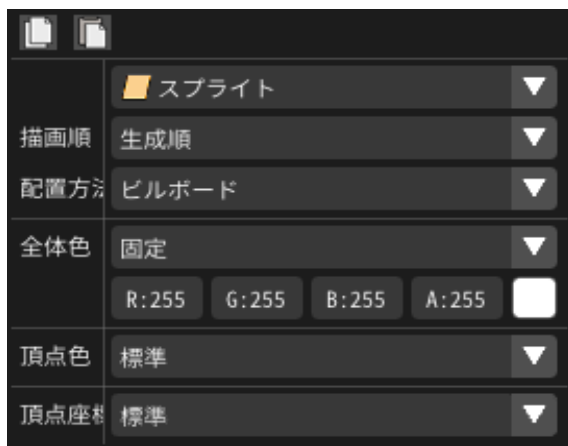 スプライト
描画順 生成順
配置方法 ビルボード
全体色 固定
R:255 G:255 B:255 A:255
頂点色 標準
頂点座 標準